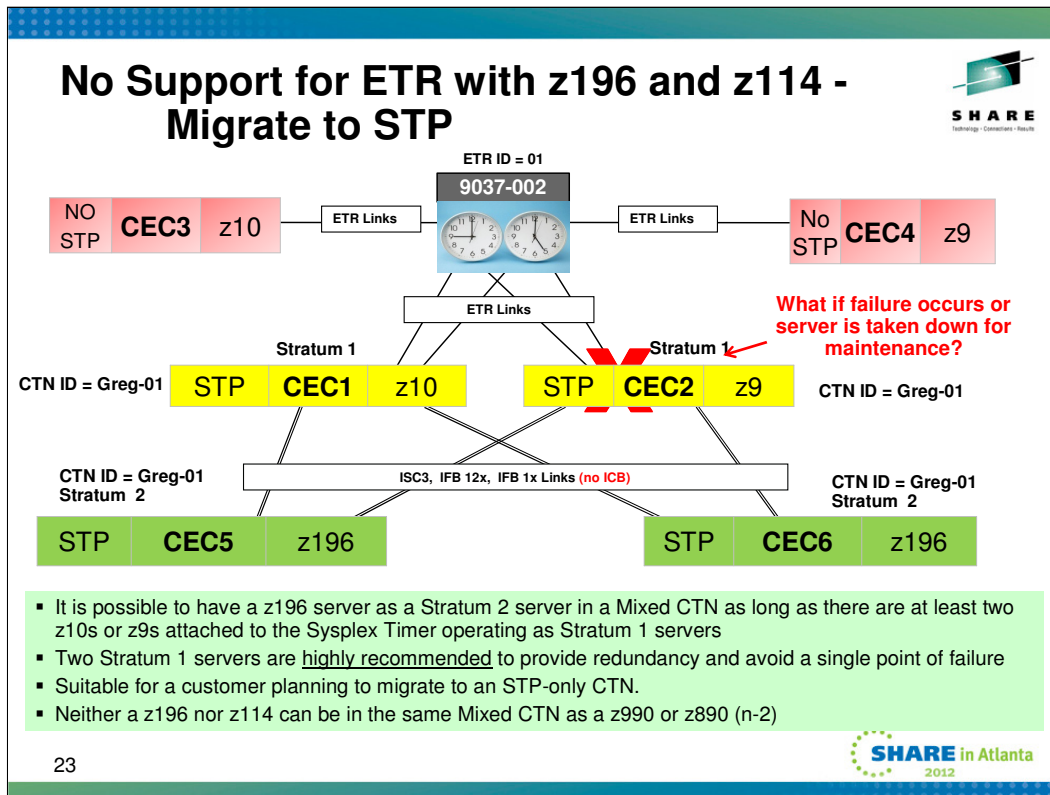 No Support for ETR with z196 and z114 -
Migrate to STP
SHARE
Technology · Connections · Results
ETR ID = 01
9037-002
NO STP CEC3 z10
ETR Links
ETR Links
No STP CEC4 z9
ETR Links
What if failure occurs or
server is taken down for
maintenance?
Stratum 1
Stratum 1
CTN ID = Greg-01
STP CEC1 z10
STP CEC2 z9
CTN ID = Greg-01
CTN ID = Greg-01
Stratum 2
ISC3, IFB 12x, IFB 1x Links (no ICB)
CTN ID = Greg-01
Stratum 2
STP CEC5 z196
STP CEC6 z196
▪ It is possible to have a z196 server as a Stratum 2 server in a Mixed CTN as long as there are at least two
z10s or z9s attached to the Sysplex Timer operating as Stratum 1 servers
▪ Two Stratum 1 servers are highly recommended to provide redundancy and avoid a single point of failure
▪ Suitable for a customer planning to migrate to an STP-only CTN.
▪ Neither a z196 nor z114 can be in the same Mixed CTN as a z990 or z890 (n-2)
23
SHARE in Atlanta
2012